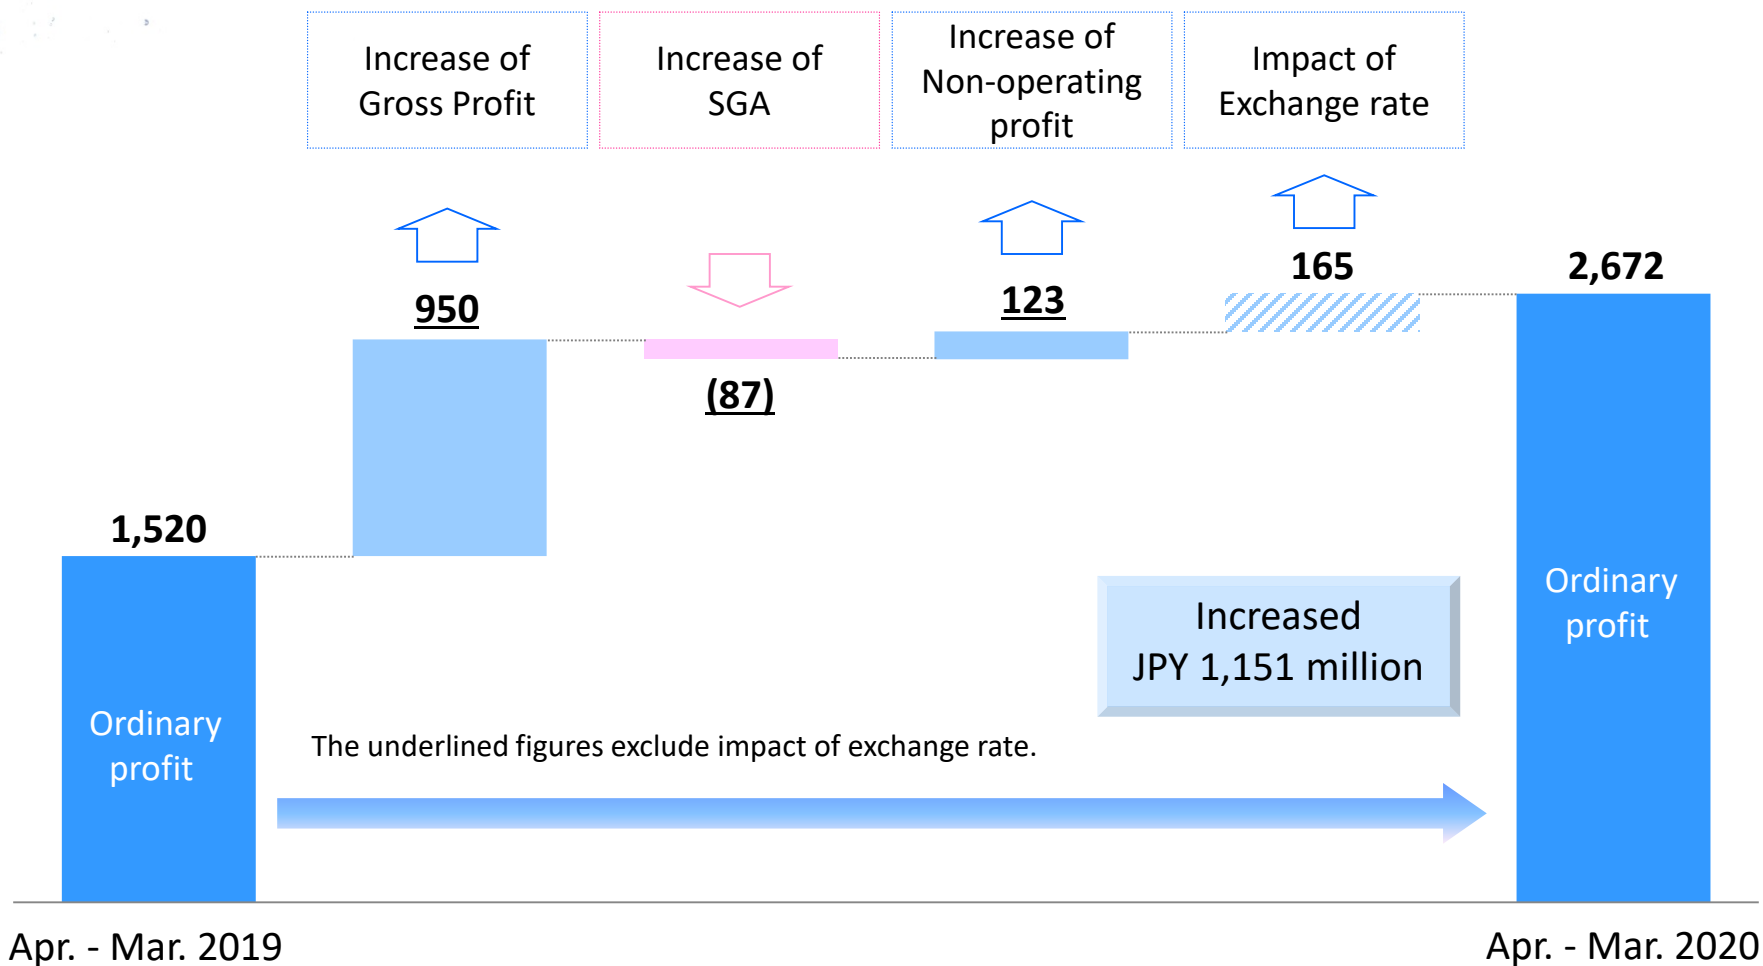 Increase of
Gross Profit
Increase of
SGA
Increase of
Non-operating
profit
Impact of
Exchange rate
950
(87)
123
165
2,672
1,520
Ordinary
profit
Ordinary
profit
Increased
JPY 1,151 million
The underlined figures exclude impact of exchange rate.
Apr. - Mar. 2019
Apr. - Mar. 2020